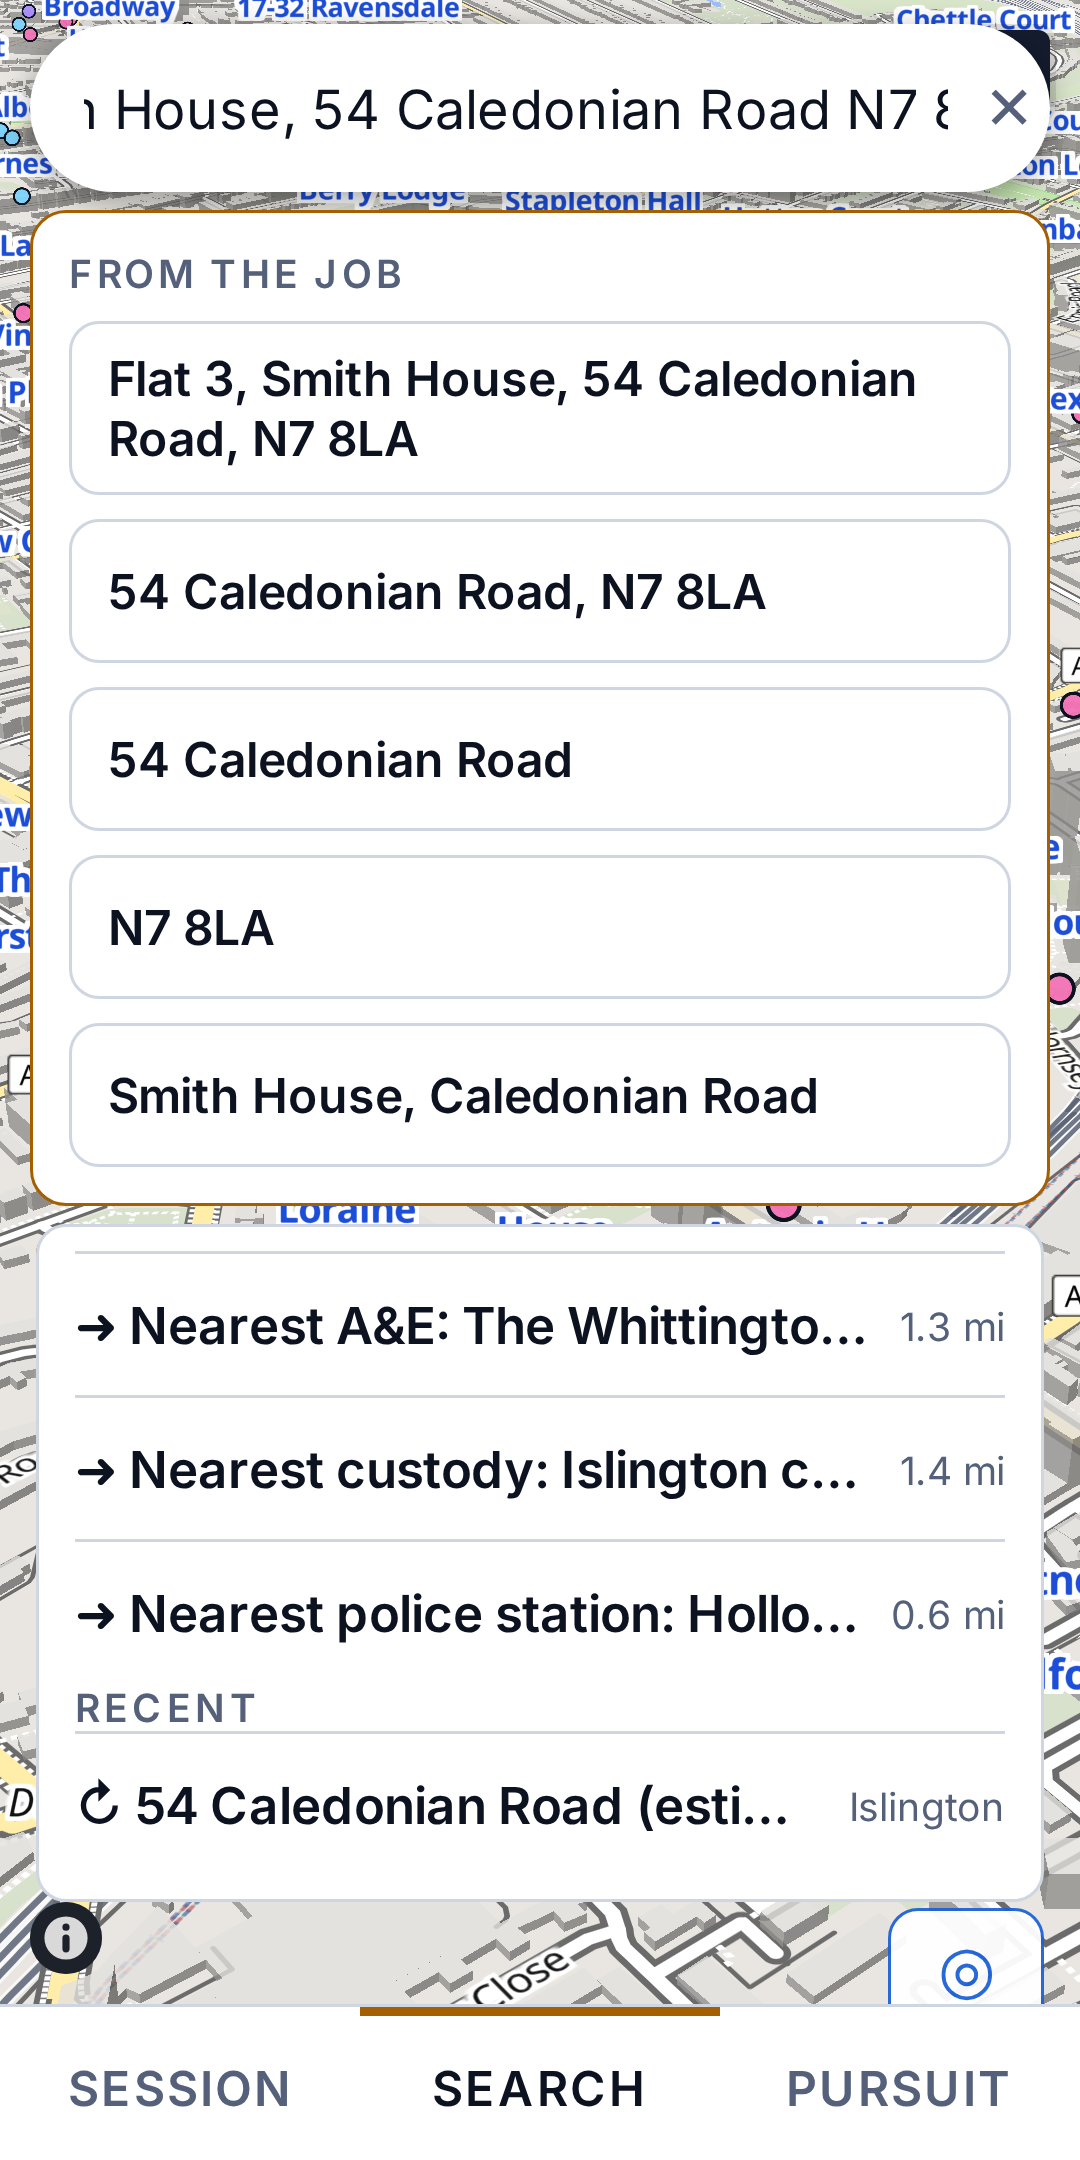 Broadway
17-32 Ravensdale
Chettle Court
House, 54 Caledonian Road N7
Berry Lodge
Stapleton Hall
FROM THE JOB
Flat 3, Smith House, 54 Caledonian
Road, N7 8LA
54 Caledonian Road, N7 8LA
54 Caledonian Road
N7 8LA
Smith House, Caledonian Road
Loraine
House
→ Nearest A&E: The Whittingto... 1.3 mi
→ Nearest custody: Islington c... 1.4 mi
→ Nearest police station: Hollo... 0.6 mi
RECENT
↻ 54 Caledonian Road (esti... Islington
Close
SESSION
SEARCH
PURSUIT